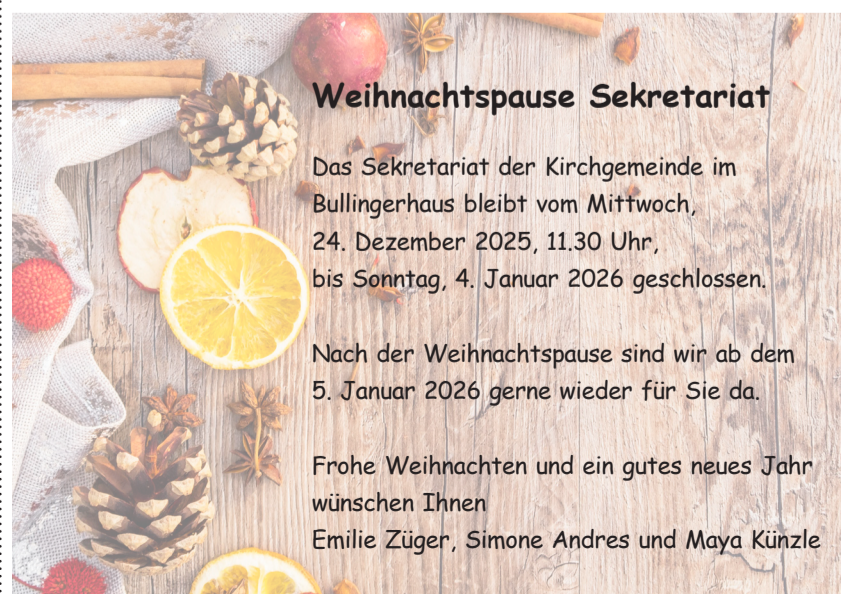 Weihnachtspause Sekretariat
Das Sekretariat der Kirchgemeinde im
Bullingerhaus bleibt vom Mittwoch,
24. Dezember 2025, 11.30 Uhr,
bis Sonntag, 4. Januar 2026 geschlossen.
Nach der Weihnachtspause sind wir ab dem
5. Januar 2026 gerne wieder für Sie da.
Frohe Weihnachten und ein gutes neues Jahr
wünschen Ihnen
Emilie Züger, Simone Andres und Maya Künzle